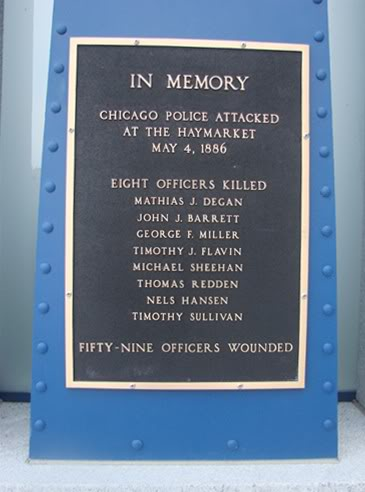 IN MEMORY
CHICAGO POLICE ATTACKED
AT THE HAYMARKET
MAY 4, 1886
EIGHT OFFICERS KILLED
MATHIAS J. DEGAN
JOHN J. BARRETT
GEORGE F. MILLER
TIMOTHY J. FLAVIN
MICHAEL SHEEHAN
THOMAS REDDEN
NELS HANSEN
TIMOTHY SULLIVAN
FIFTY-NINE OFFICERS WOUNDED